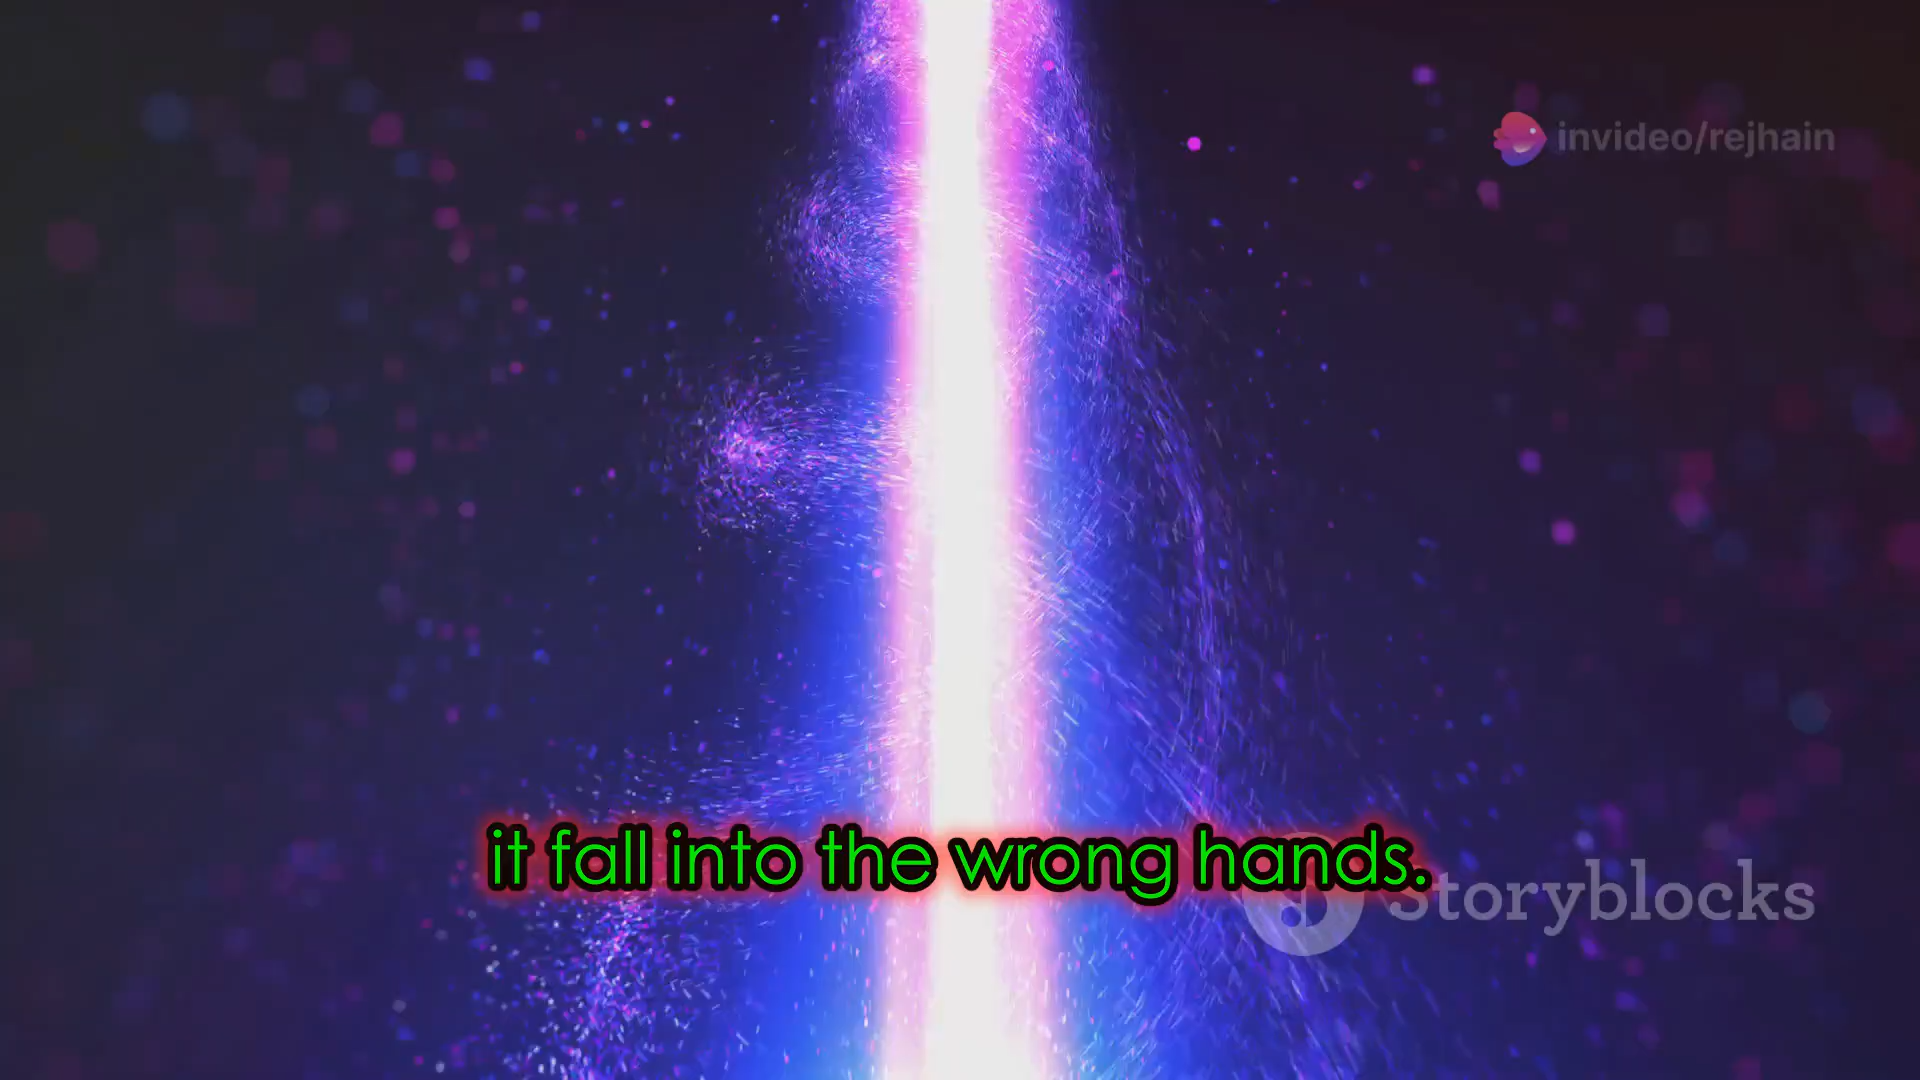 invideo/rejhain
it fall into the wrong hands.
Storyblocks